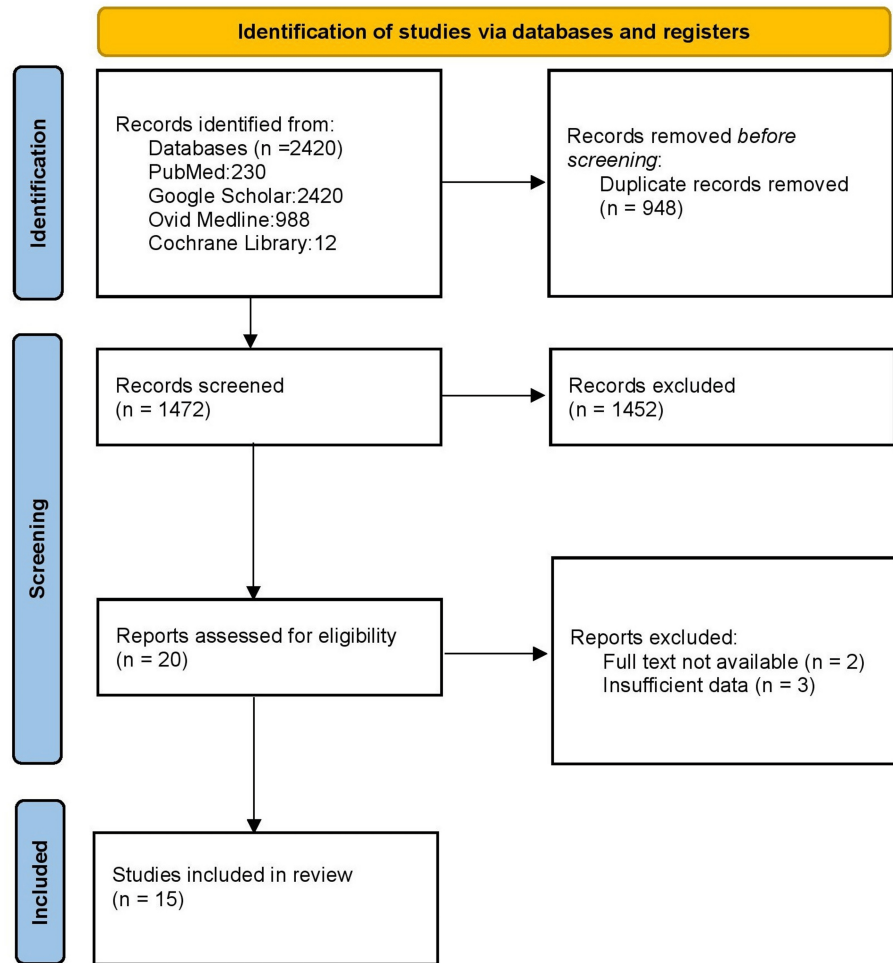 Identification of studies via databases and registers
Identification
Records identified from:
Databases (n =2420)
PubMed:230
Google Scholar:2420
Ovid Medline:988
Cochrane Library:12
Records removed before
screening:
Duplicate records removed
(n = 948)
Screening
Records screened
(n = 1472)
Records excluded
(n = 1452)
Reports assessed for eligibility
(n = 20)
Reports excluded:
Full text not available (n = 2)
Insufficient data (n = 3)
Included
Studies included in review
(n = 15)